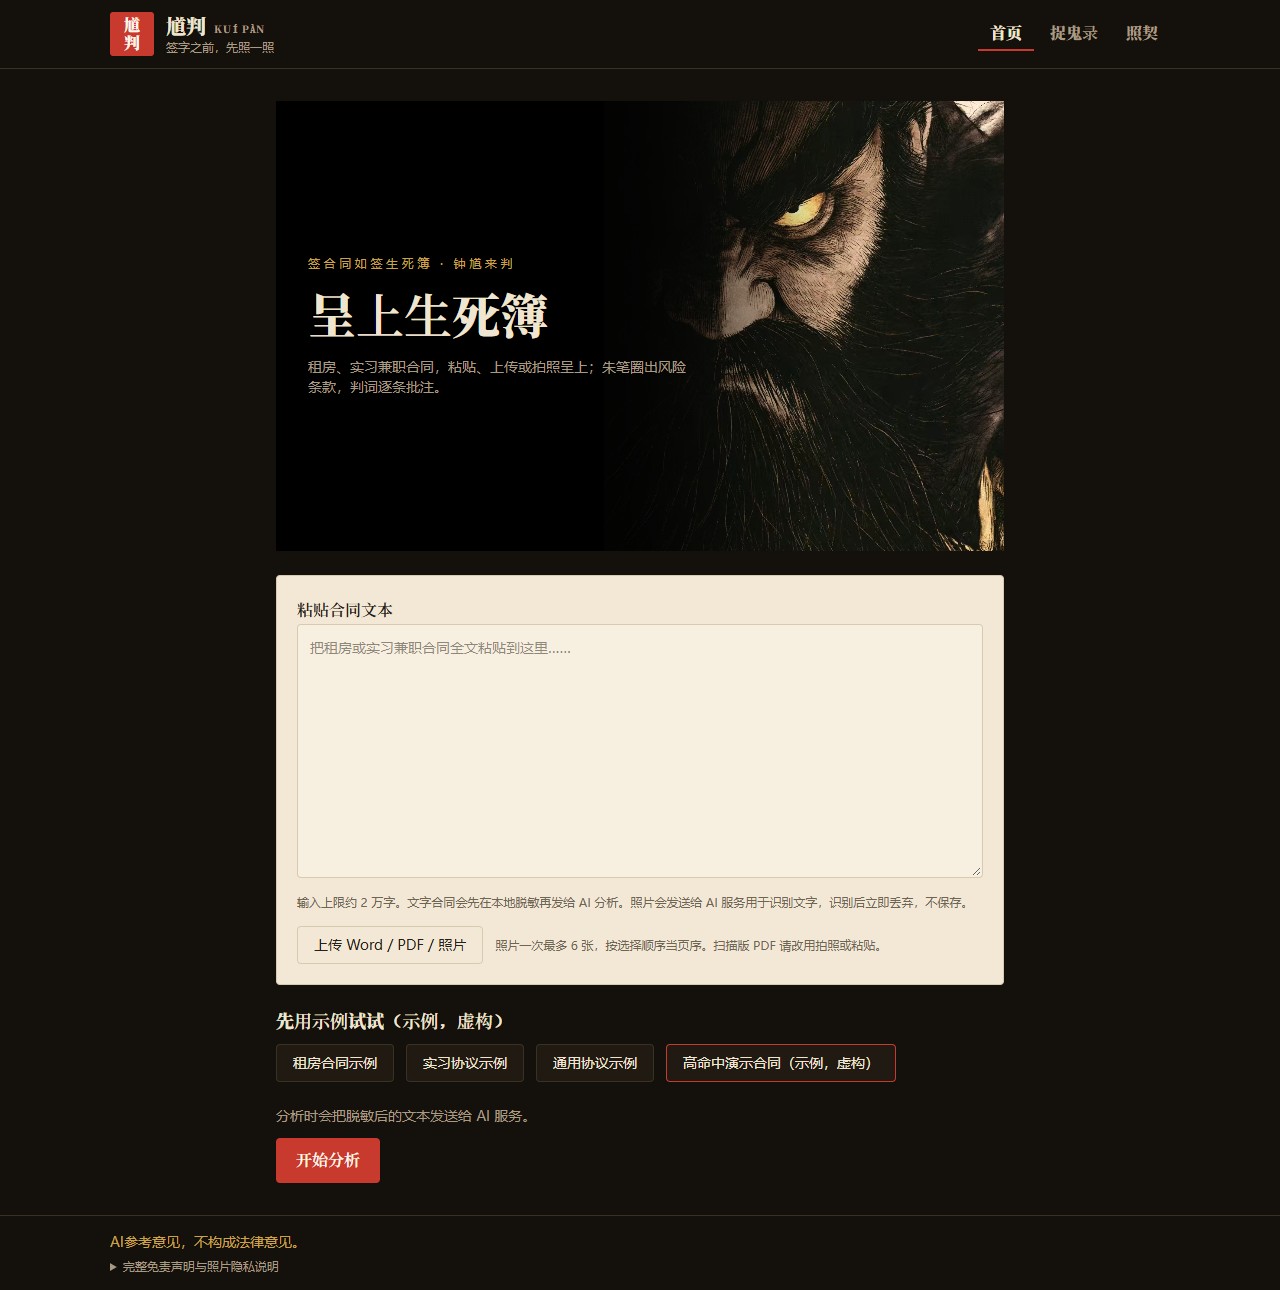 馗
判
馗判 KUÍ PÀN
签字之前，先照一照
首页
捉鬼录
照契
签合同如签生死簿 · 钟馗来判
呈上生死簿
租房、实习兼职合同，粘贴、上传或拍照呈上；朱笔圈出风险
条款，判词逐条批注。
粘贴合同文本
把租房或实习兼职合同全文粘贴到这里……
输入上限约 2 万字。文字合同会先在本地脱敏再发给 AI 分析。照片会发送给 AI 服务用于识别文字，识别后立即丢弃，不保存。
上传 Word / PDF / 照片
照片一次最多 6 张，按选择顺序当页序。扫描版 PDF 请改用拍照或粘贴。
先用示例试试（示例，虚构）
租房合同示例
实习协议示例
通用协议示例
高命中演示合同（示例，虚构）
分析时会把脱敏后的文本发送给 AI 服务。
开始分析
AI参考意见，不构成法律意见。
完整免责声明与照片隐私说明